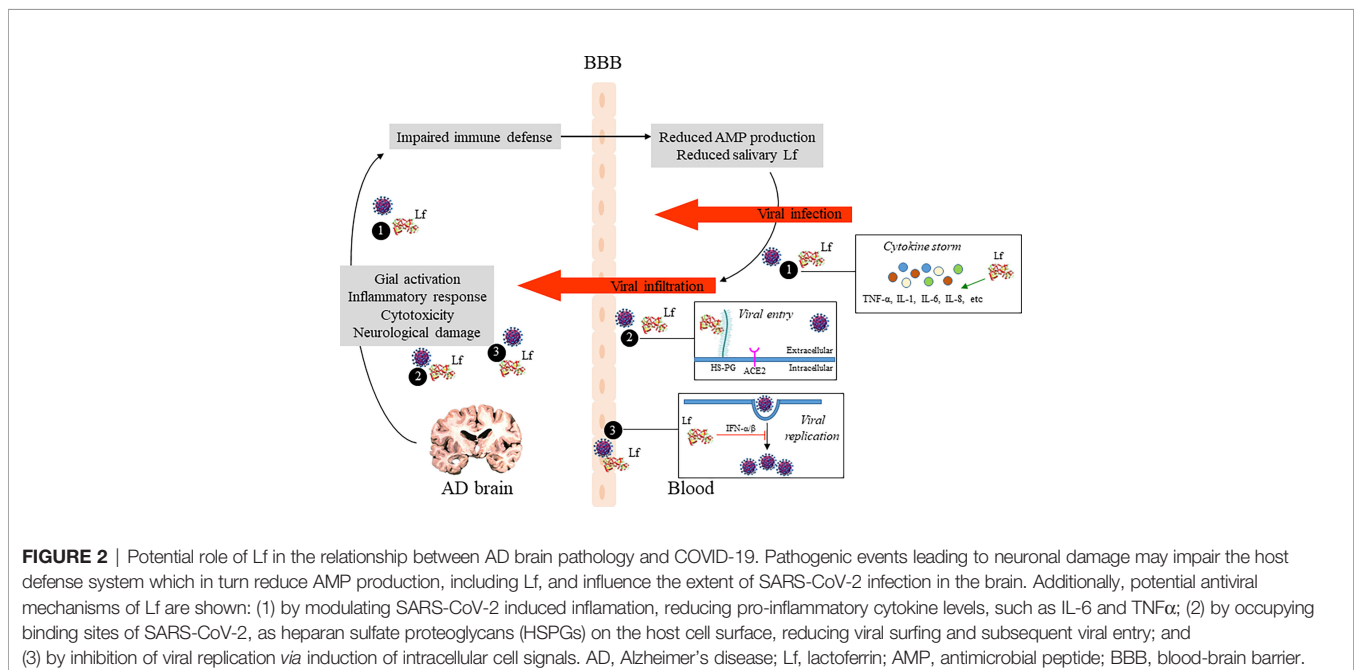 BBB
Impaired immune defense
Reduced AMP production
Reduced salivary Lf
Lf
1
Viral infection
Lf
1
Cytokine storm
Lf
TNF-α, IL-1, IL-6, IL-8, etc
Gial activation
Inflammatory response
Cytotoxicity
Neurological damage
Viral infiltration
Lf
2
Viral entry
Extracellular
Intracellular
HS-PG
ACE2
3
Lf
2
Lf
3
Lf
Lf
IFN-α/β
Viral
replication
AD brain
Blood
FIGURE 2 | Potential role of Lf in the relationship between AD brain pathology and COVID-19. Pathogenic events leading to neuronal damage may impair the host
defense system which in turn reduce AMP production, including Lf, and influence the extent of SARS-CoV-2 infection in the brain. Additionally, potential antiviral
mechanisms of Lf are shown: (1) by modulating SARS-CoV-2 induced inflamation, reducing pro-inflammatory cytokine levels, such as IL-6 and TNFα; (2) by occupying
binding sites of SARS-CoV-2, as heparan sulfate proteoglycans (HSPGs) on the host cell surface, reducing viral surfing and subsequent viral entry; and
(3) by inhibition of viral replication via induction of intracellular cell signals. AD, Alzheimer's disease; Lf, lactoferrin; AMP, antimicrobial peptide; BBB, blood-brain barrier.